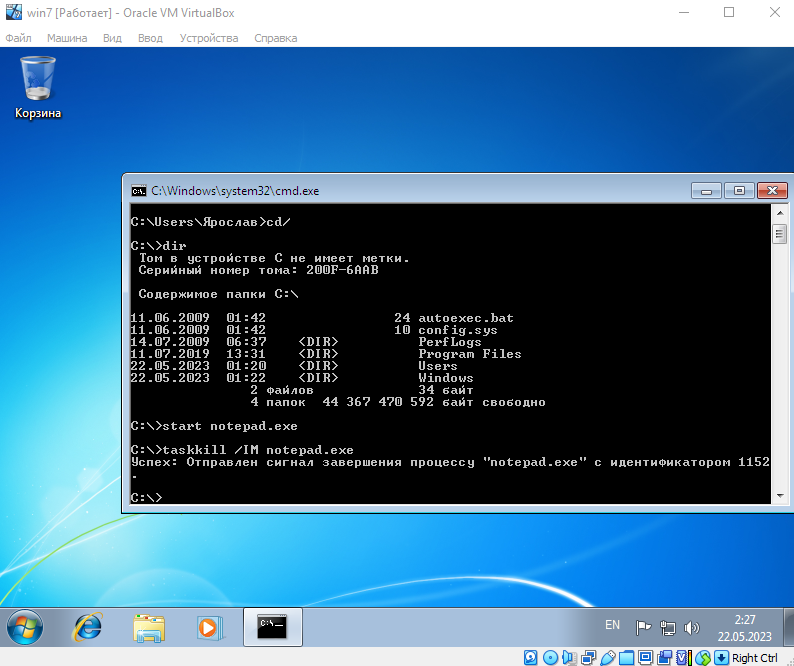 win7 [Работает] - Oracle VM VirtualBox
Файл Машина Вид Ввод Устройства Справка
Корзина
C:\Windows\system32\cmd.exe
C:\Users\Ярослав>cd/
C:\>dir
Том в устройстве C не имеет метки.
Серийный номер тома: 200F-6AAB
Содержимое папки C:\
11.06.2009 01:42 24 autoexec.bat
11.06.2009 01:42 10 config.sys
14.07.2009 06:37 <DIR> PerfLogs
11.07.2019 13:31 <DIR> Program Files
22.05.2023 01:20 <DIR> Users
22.05.2023 01:22 <DIR> Windows
2 файлов 34 байт
4 папок 44 367 470 592 байт свободно
C:\>start notepad.exe
C:\>taskkill /IM notepad.exe
Успех: Отправлен сигнал завершения процессу "notepad.exe" с идентификатором 1152
.
C:\>
EN
2:27
22.05.2023
Right Ctrl